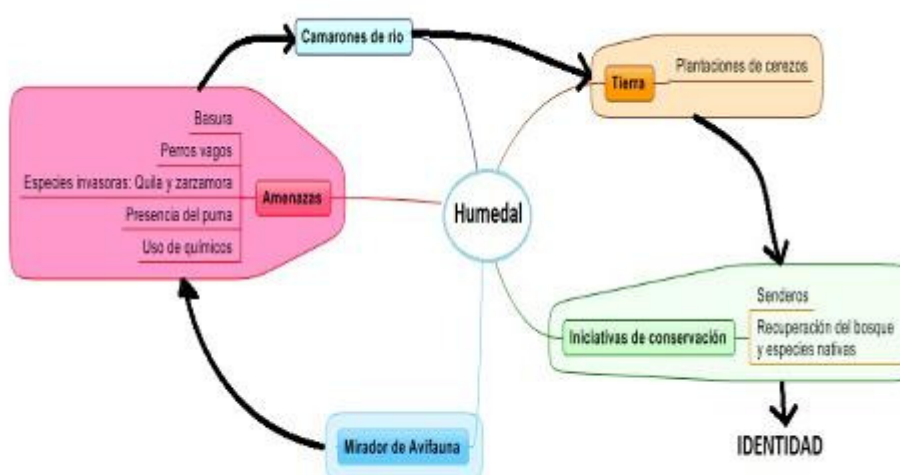 Camarones de río
Tierra
Plantaciones de cerezos
Basura
Perros vagos
Especies invasoras: Quila y zarzamora
Presencia del puma
Uso de químicos
Amenazas
Humedal
Iniciativas de conservación
Senderos
Recuperación del bosque
y especies nativas
Mirador de Avifauna
IDENTIDAD